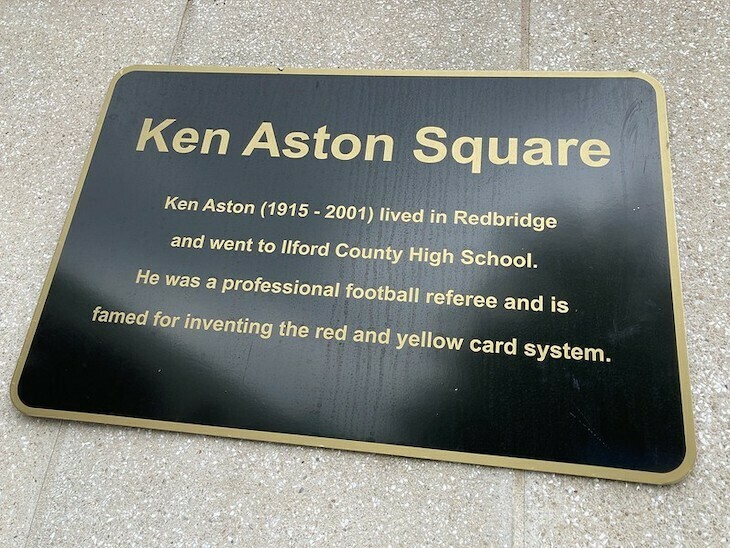 Ken Aston Square
Ken Aston (1915 - 2001) lived in Redbridge
and went to Ilford County High School.
He was a professional football referee and is
famed for inventing the red and yellow card system.